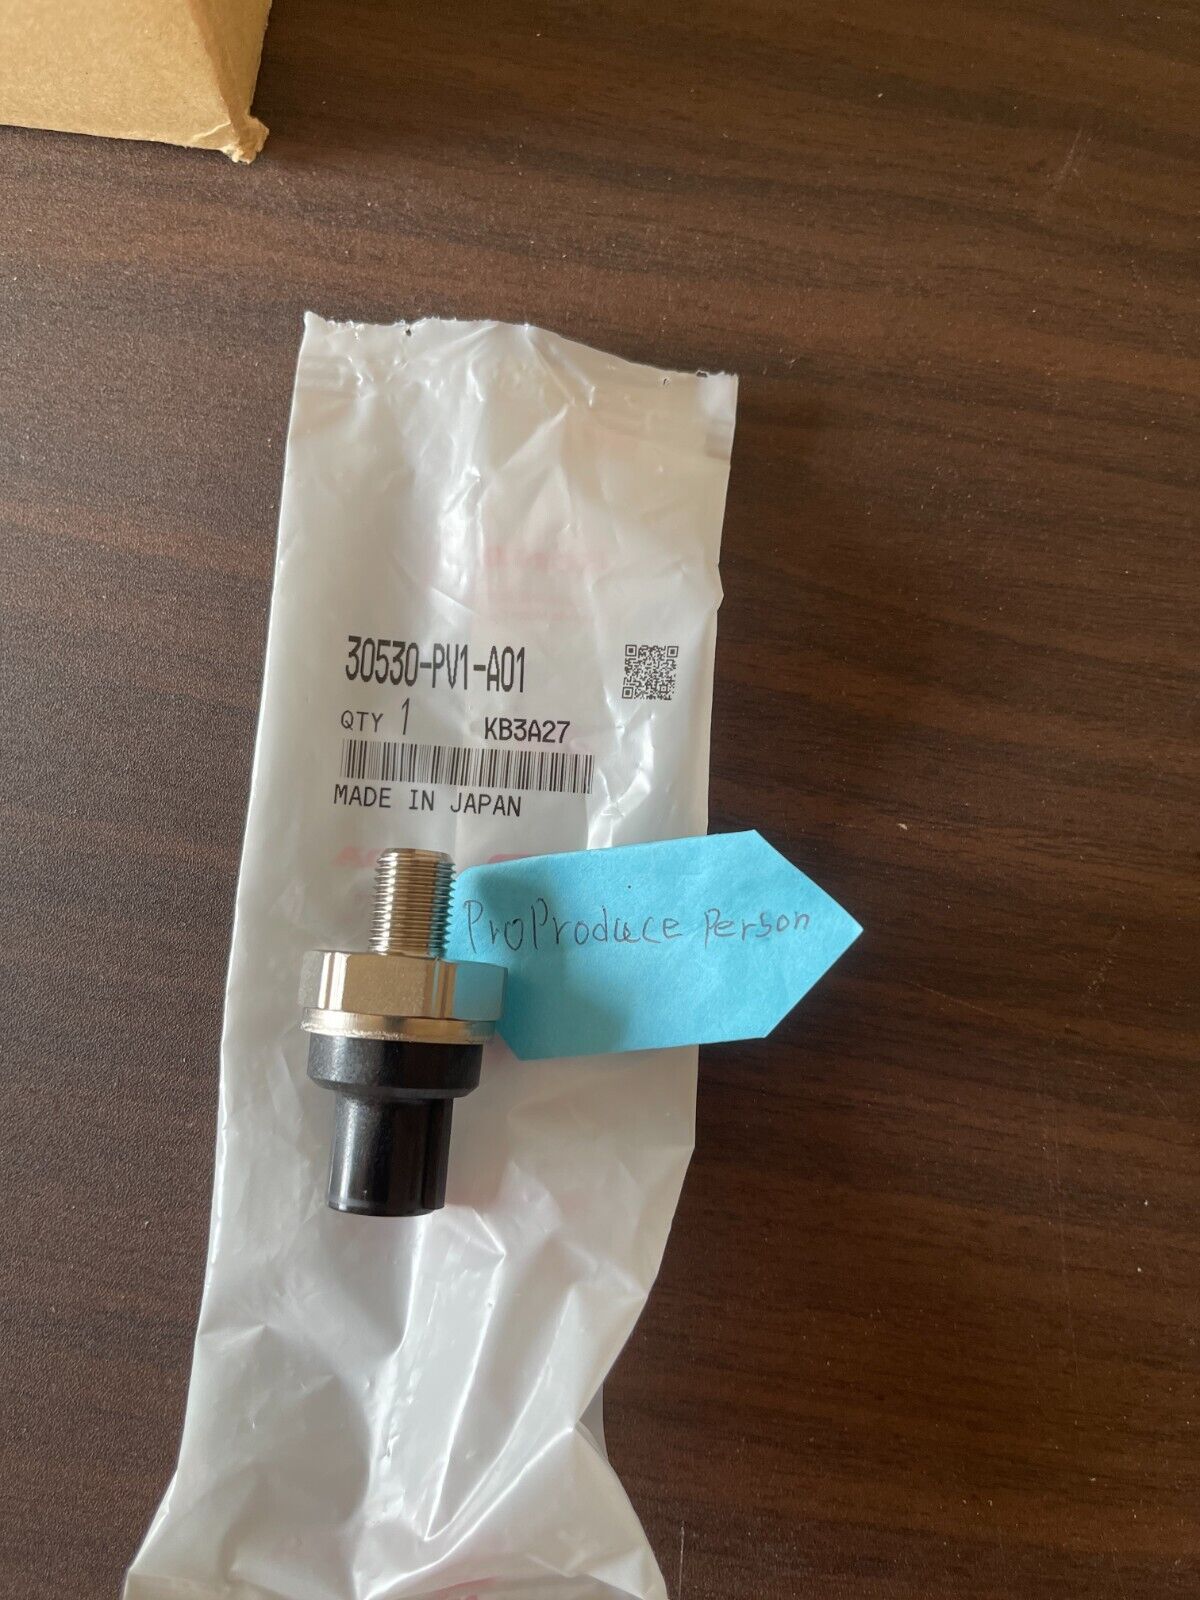 30530-PV1-A01
QTY 1 KB3A27
MADE IN JAPAN
ProProduce person